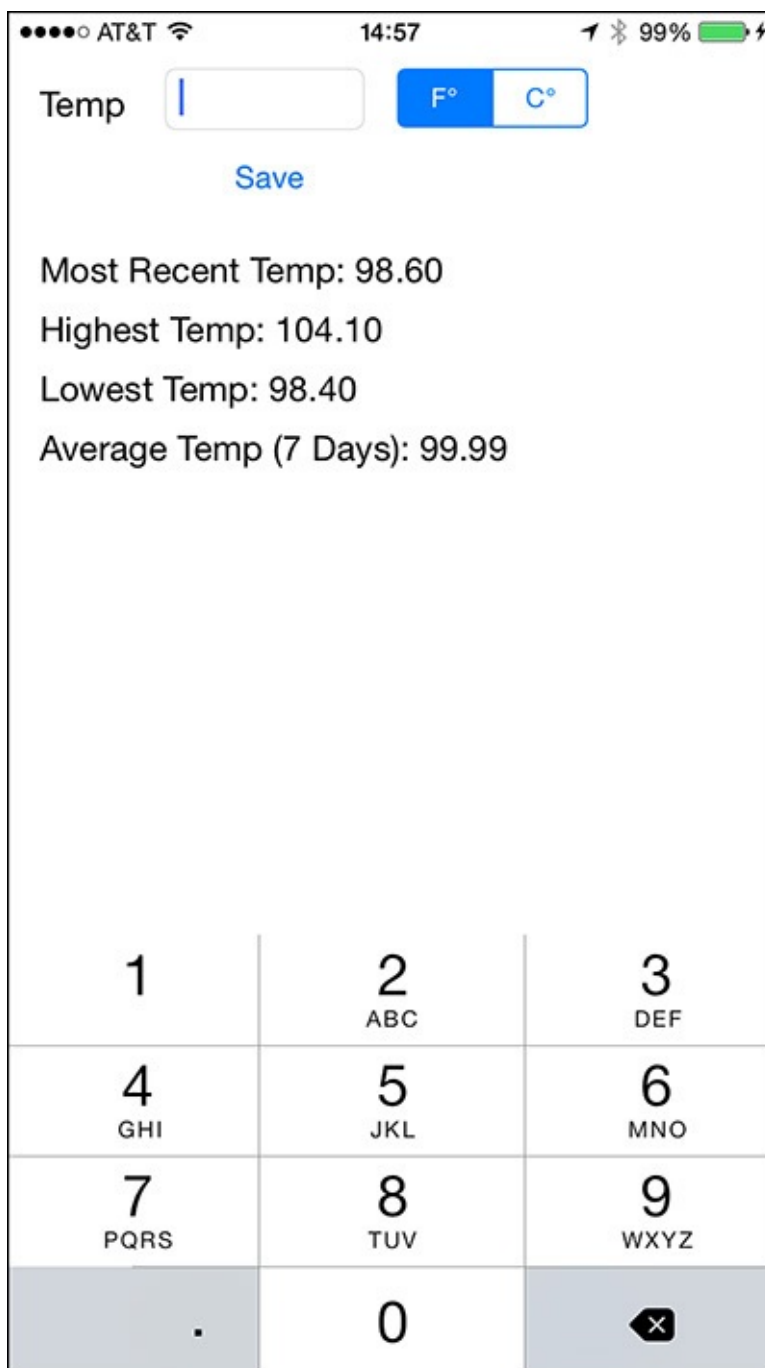 AT&T 14:57 99%
Temp F° C°
Save
Most Recent Temp: 98.60
Highest Temp: 104.10
Lowest Temp: 98.40
Average Temp (7 Days): 99.99
1 2 3
ABC DEF
4 5 6
GHI JKL MNO
7 8 9
PQRS TUV WXYZ
. 0